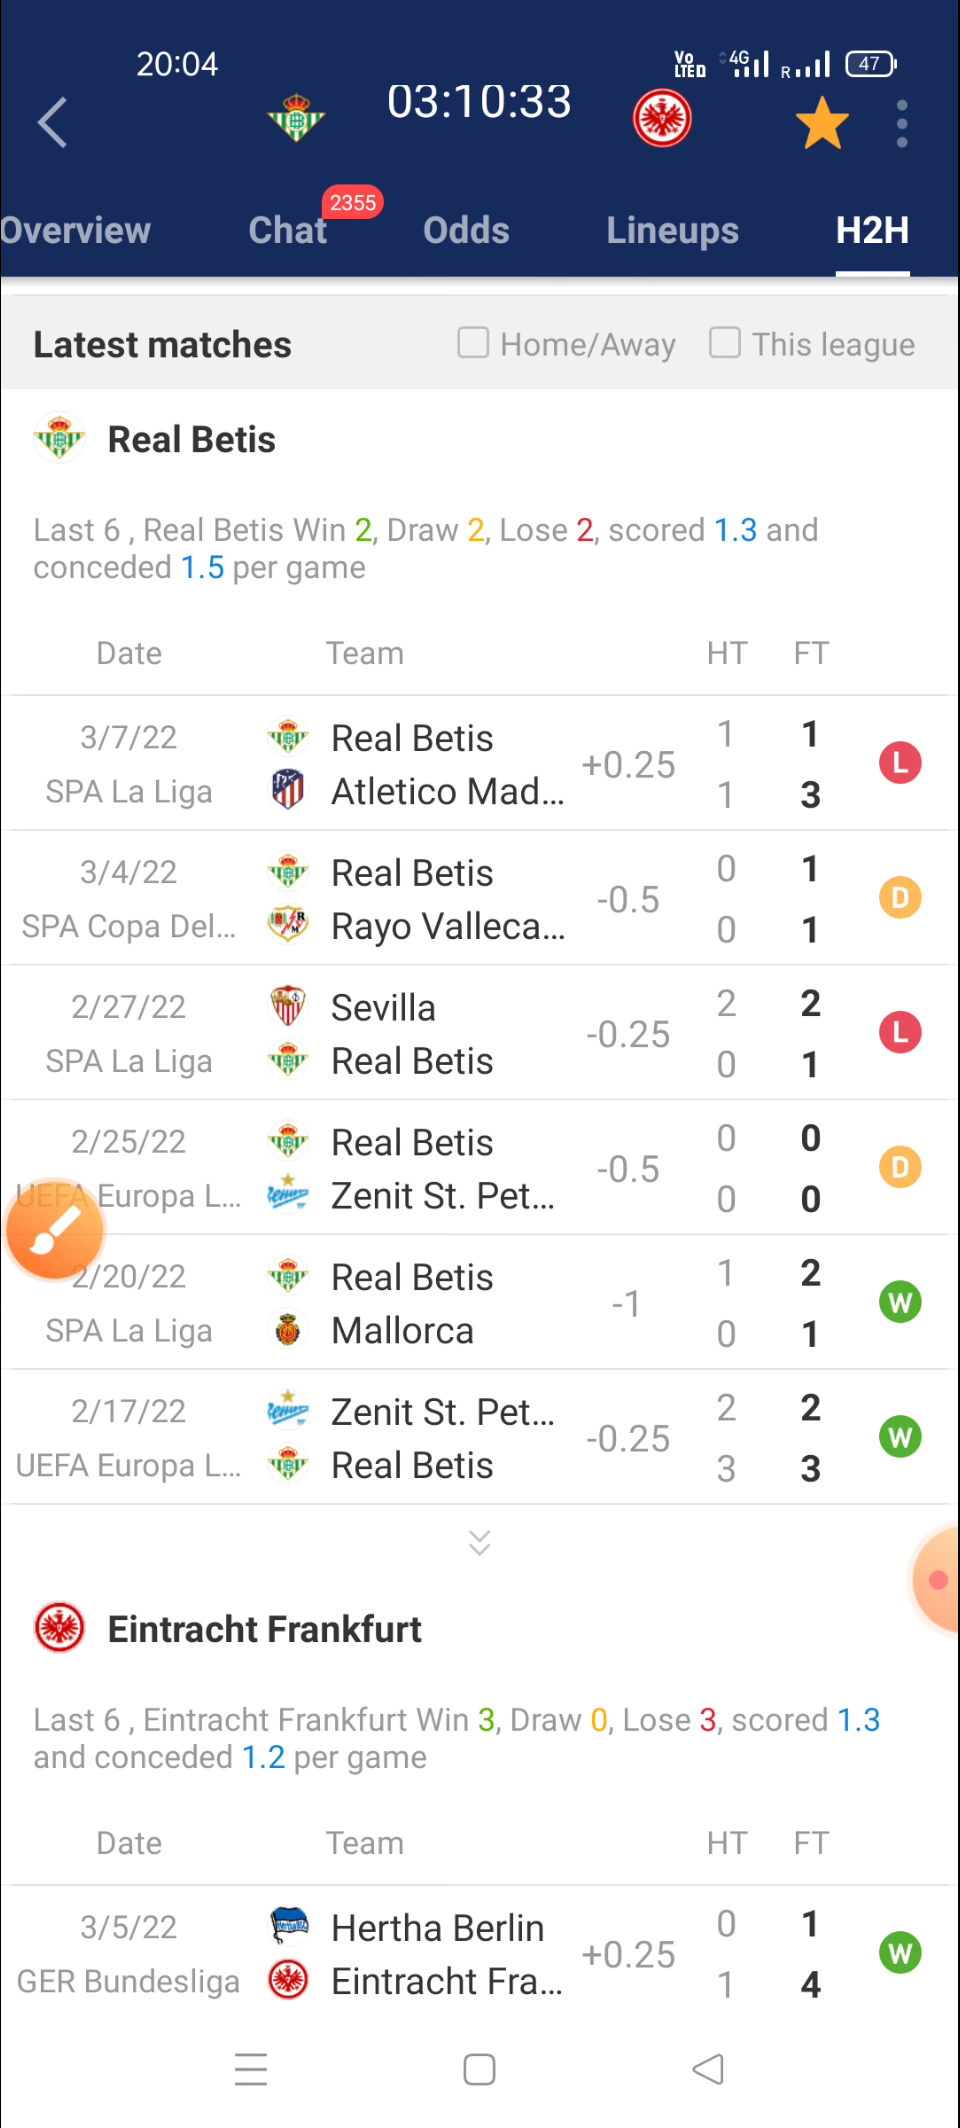 20:04
Vo LTED 4G R 47
03:10:33
Overview Chat 2355 Odds Lineups H2H
Latest matches Home/Away This league
Real Betis
Last 6 , Real Betis Win 2, Draw 2, Lose 2, scored 1.3 and
conceded 1.5 per game
Date Team HT FT
3/7/22 Real Betis 1 1
SPA La Liga Atletico Mad... +0.25 1 3 L
3/4/22 Real Betis 0 1
SPA Copa Del... Rayo Valleca... -0.5 0 1 D
2/27/22 Sevilla 2 2
SPA La Liga Real Betis -0.25 0 1 L
2/25/22 Real Betis 0 0
UEFA Europa L... Zenit St. Pet... -0.5 0 0 D
2/20/22 Real Betis 1 2
SPA La Liga Mallorca -1 0 1 W
2/17/22 Zenit St. Pet... 2 2
UEFA Europa L... Real Betis -0.25 3 3 W
Eintracht Frankfurt
Last 6 , Eintracht Frankfurt Win 3, Draw 0, Lose 3, scored 1.3
and conceded 1.2 per game
Date Team HT FT
3/5/22 Hertha Berlin 0 1
GER Bundesliga Eintracht Fra... +0.25 1 4 W